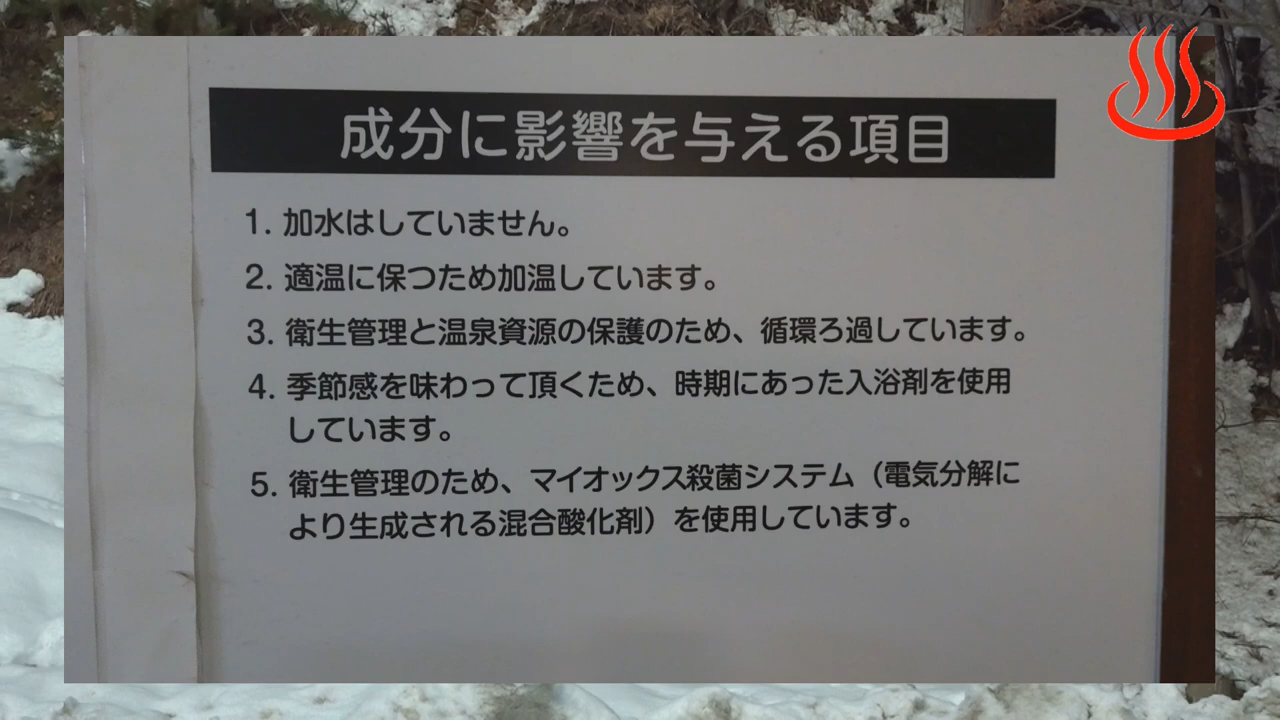 成分に影響を与える項目
1. 加水はしていません。
2. 適温に保つため加温しています。
3. 衛生管理と温泉資源の保護のため、循環ろ過しています。
4. 季節感を味わって頂くため、時期にあった入浴剤を使用
しています。
5. 衛生管理のため、マイオックス殺菌システム（電気分解に
より生成される混合酸化剤）を使用しています。